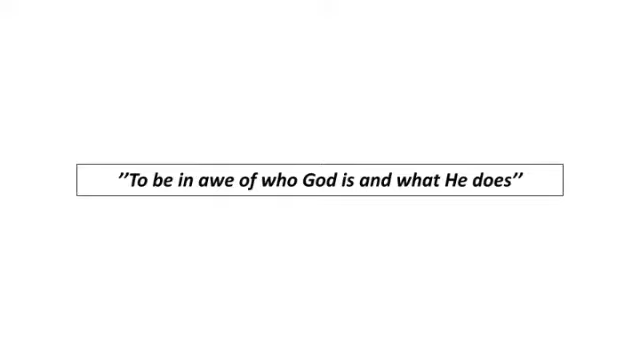 ’’To be in awe of who God is and what He does’’